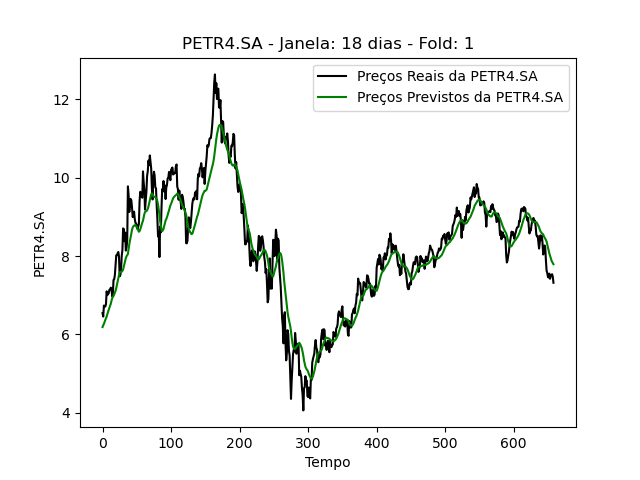 PETR4.SA - Janela: 18 dias - Fold: 1
Preços Reais da PETR4.SA
Preços Previstos da PETR4.SA
PETR4.SA
12
10
8
6
4
0 100 200 300 400 500 600
Tempo